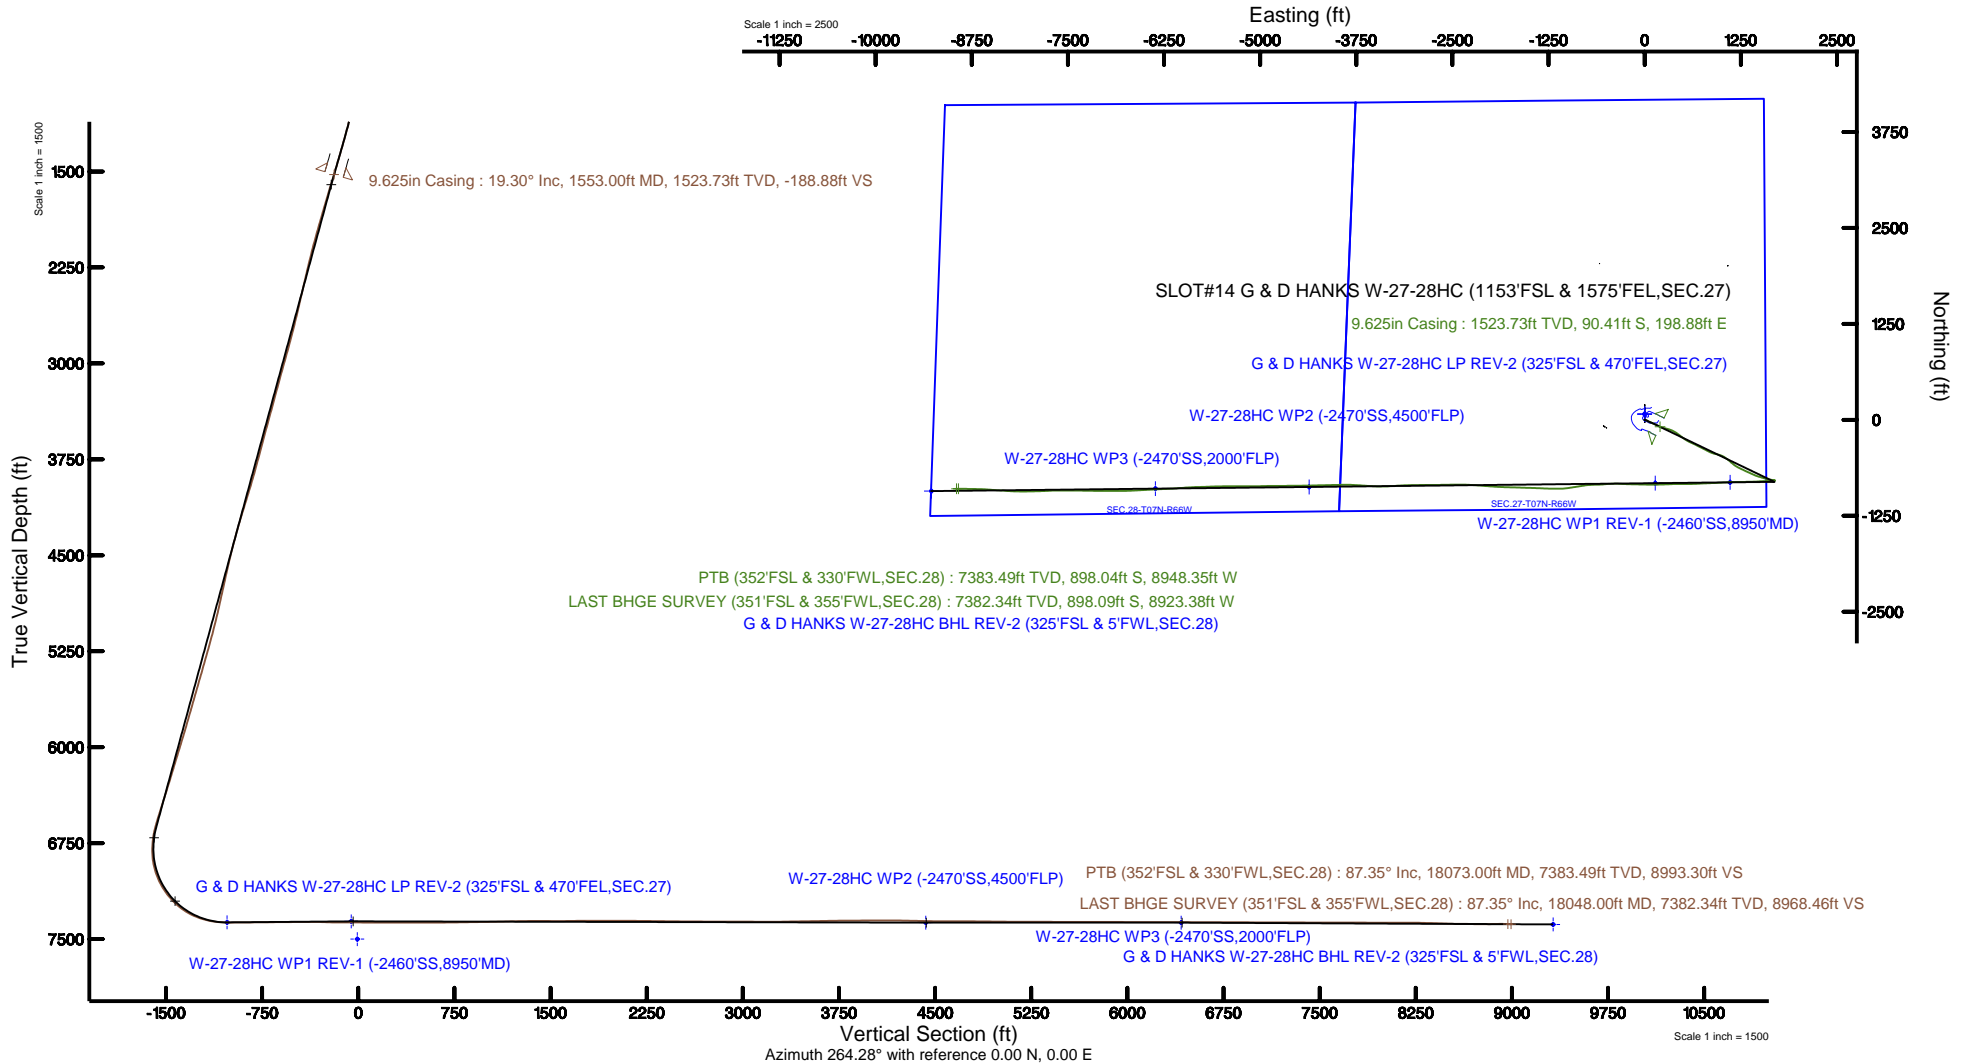 Easting (ft)
Scale 1 inch = 2500
-11250 -10000 -8750 -7500 -6250 -5000 -3750 -2500 -1250 0 1250 2500
Scale 1 inch = 1500
True Vertical Depth (ft)
1500
2250
3000
3750
4500
5250
6000
6750
7500
9.625in Casing : 19.30° Inc, 1553.00ft MD, 1523.73ft TVD, -188.88ft VS
3750
2500
1250
0
-1250
-2500
Northing (ft)
SLOT#14 G & D HANKS W-27-28HC (1153'FSL & 1575'FEL,SEC.27)
9.625in Casing : 1523.73ft TVD, 90.41ft S, 198.88ft E
G & D HANKS W-27-28HC LP REV-2 (325'FSL & 470'FEL,SEC.27)
W-27-28HC WP2 (-2470'SS,4500'FLP)
W-27-28HC WP3 (-2470'SS,2000'FLP)
SEC.28-T07N-R66W
SEC.27-T07N-R66W
W-27-28HC WP1 REV-1 (-2460'SS,8950'MD)
PTB (352'FSL & 330'FWL,SEC.28) : 7383.49ft TVD, 898.04ft S, 8948.35ft W
LAST BHGE SURVEY (351'FSL & 355'FWL,SEC.28) : 7382.34ft TVD, 898.09ft S, 8923.38ft W
G & D HANKS W-27-28HC BHL REV-2 (325'FSL & 5'FWL,SEC.28)
G & D HANKS W-27-28HC LP REV-2 (325'FSL & 470'FEL,SEC.27)
W-27-28HC WP2 (-2470'SS,4500'FLP)
PTB (352'FSL & 330'FWL,SEC.28) : 87.35° Inc, 18073.00ft MD, 7383.49ft TVD, 8993.30ft VS
LAST BHGE SURVEY (351'FSL & 355'FWL,SEC.28) : 87.35° Inc, 18048.00ft MD, 7382.34ft TVD, 8968.46ft VS
W-27-28HC WP3 (-2470'SS,2000'FLP)
G & D HANKS W-27-28HC BHL REV-2 (325'FSL & 5'FWL,SEC.28)
W-27-28HC WP1 REV-1 (-2460'SS,8950'MD)
-1500 -750 0 750 1500 2250 3000 3750 4500 5250 6000 6750 7500 8250 9000 9750 10500
Vertical Section (ft)
Scale 1 inch = 1500
Azimuth 264.28° with reference 0.00 N, 0.00 E